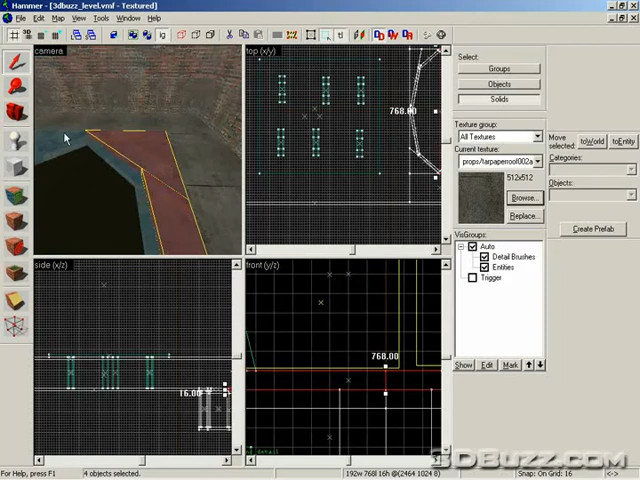 Hammer - [3dbuzz_level.vmf - Textured]
File Edit Map View Tools Window Help
camera
top (x/y)
768.00
side (x/z)
16.00
front (y/z)
768.00
Select:
Groups
Objects
Solids
Texture group:
All Textures
Current texture:
props/tarpaperroof002a
512x512
Browse...
Replace...
VisGroups:
Auto
Detail Brushes
Entities
Trigger
Show Edit Mark
Move selected:
toWorld toEntity
Categories:
Objects:
Create Prefab
3DBUZZ.COM
For Help, press F1
4 objects selected.
192w 768l 16h @(2464 1024 8)
Snap: On Grid: 16
<->